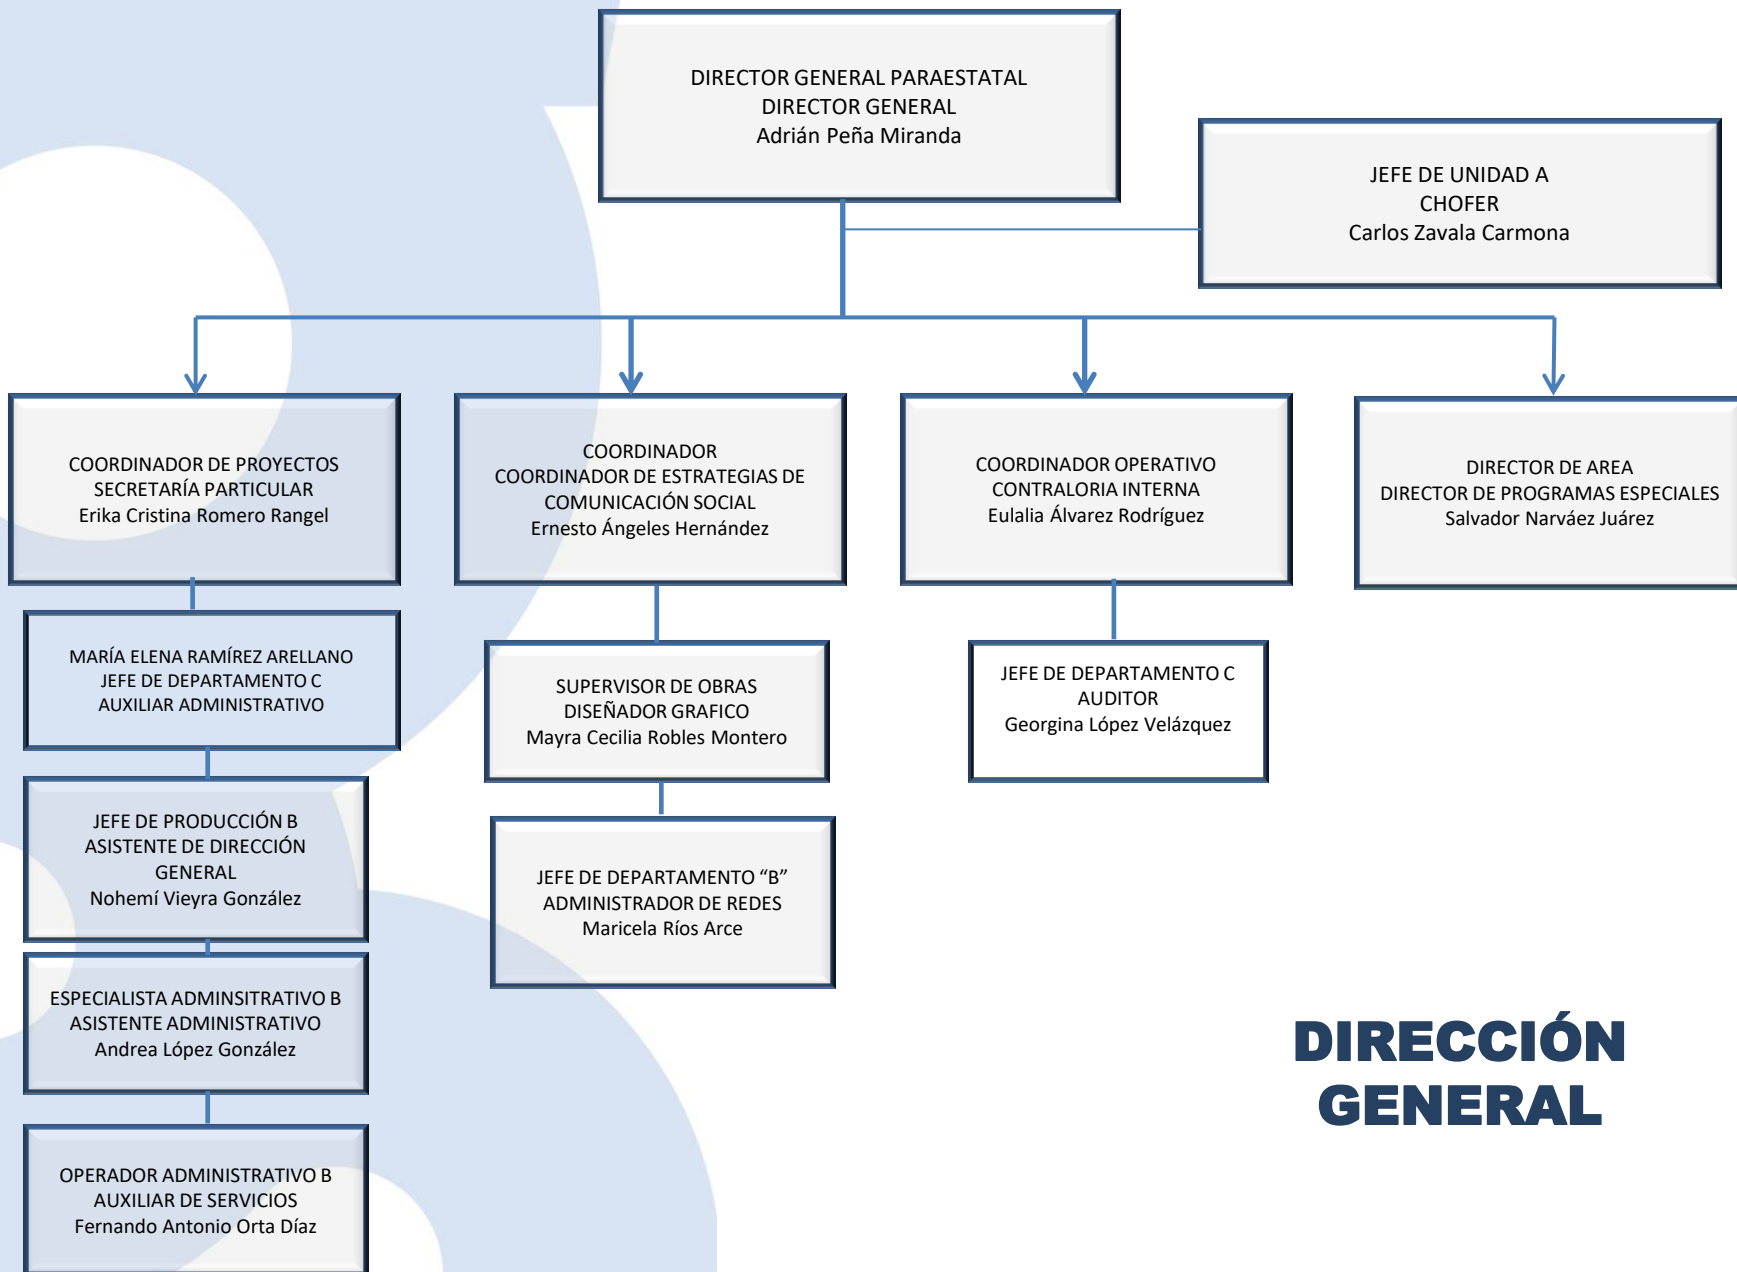 DIRECTOR GENERAL PARAESTATAL
DIRECTOR GENERAL
Adrián Peña Miranda
JEFE DE UNIDAD A
CHOFER
Carlos Zavala Carmona
COORDINADOR DE PROYECTOS
SECRETARÍA PARTICULAR
Erika Cristina Romero Rangel
COORDINADOR
COORDINADOR DE ESTRATEGIAS DE
COMUNICACIÓN SOCIAL
Ernesto Ángeles Hernández
COORDINADOR OPERATIVO
CONTRALORIA INTERNA
Eulalia Álvarez Rodríguez
DIRECTOR DE AREA
DIRECTOR DE PROGRAMAS ESPECIALES
Salvador Narváez Juárez
MARÍA ELENA RAMÍREZ ARELLANO
JEFE DE DEPARTAMENTO C
AUXILIAR ADMINISTRATIVO
SUPERVISOR DE OBRAS
DISEÑADOR GRAFICO
Mayra Cecilia Robles Montero
JEFE DE DEPARTAMENTO C
AUDITOR
Georgina López Velázquez
JEFE DE PRODUCCIÓN B
ASISTENTE DE DIRECCIÓN
GENERAL
Nohemí Vieyra González
JEFE DE DEPARTAMENTO “B”
ADMINISTRADOR DE REDES
Maricela Ríos Arce
ESPECIALISTA ADMINSITRATIVO B
ASISTENTE ADMINISTRATIVO
Andrea López González
OPERADOR ADMINISTRATIVO B
AUXILIAR DE SERVICIOS
Fernando Antonio Orta Díaz
DIRECCIÓN
GENERAL